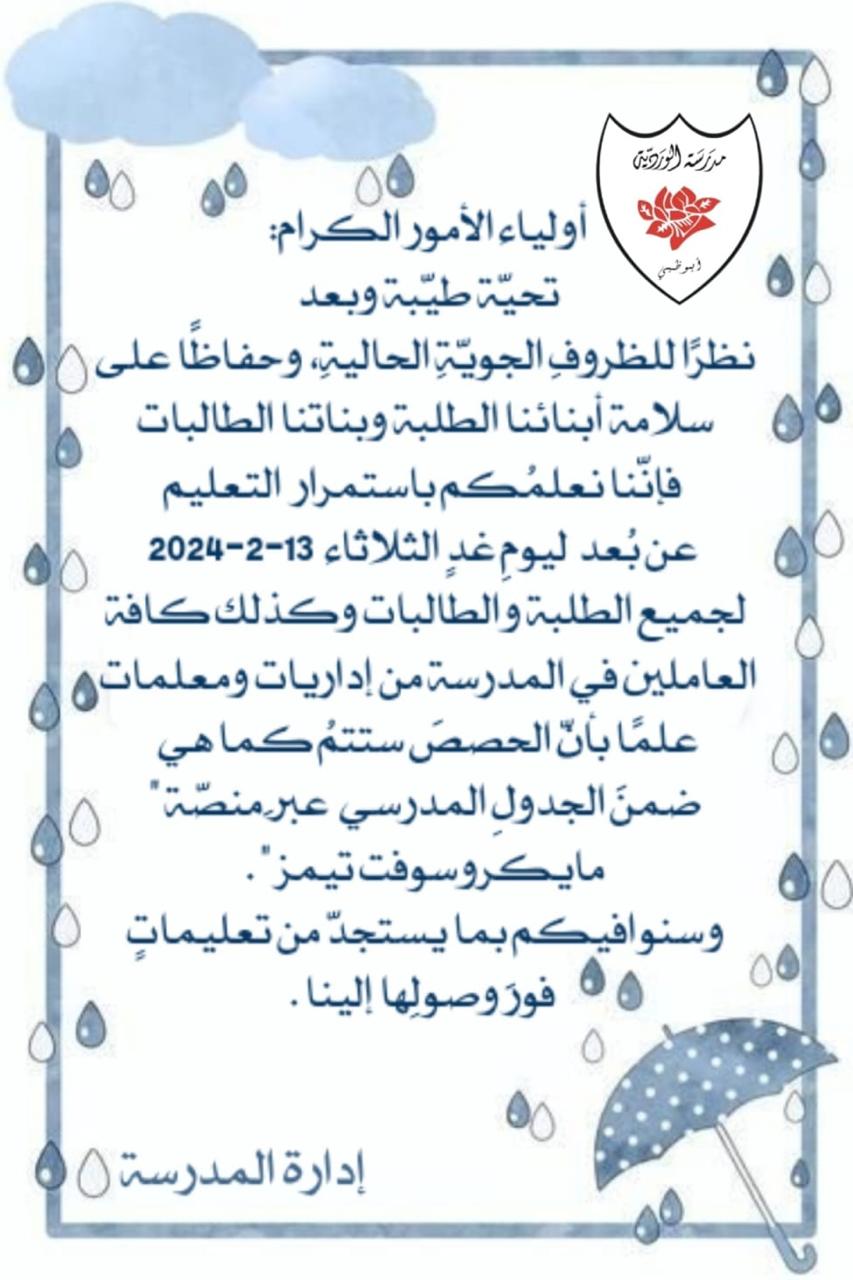 مدرسة الوردية
أبوظبي
أولياء الأمور الكرام:
تحيّة طيّبة وبعد
نظرًا للظروفِ الجويّةِ الحاليةِ، وحفاظًا على
سلامة أبنائنا الطلبة وبناتنا الطالبات
فإنّنا نعلمُكم باستمرار التعليم
عن بُعد ليومِ غدٍ الثلاثاء 13-2-2024
لجميع الطلبة والطالبات وكذلك كافة
العاملين في المدرسة من إداريات ومعلمات
علمًا بأنّ الحصصَ ستتمُ كما هي
ضمنَ الجدولِ المدرسي عبر منصّة "
مايكروسوفت تيمز" .
وسنوافيكم بما يستجدّ من تعليماتٍ
فورَ وصولِها إلينا .
إدارة المدرسة